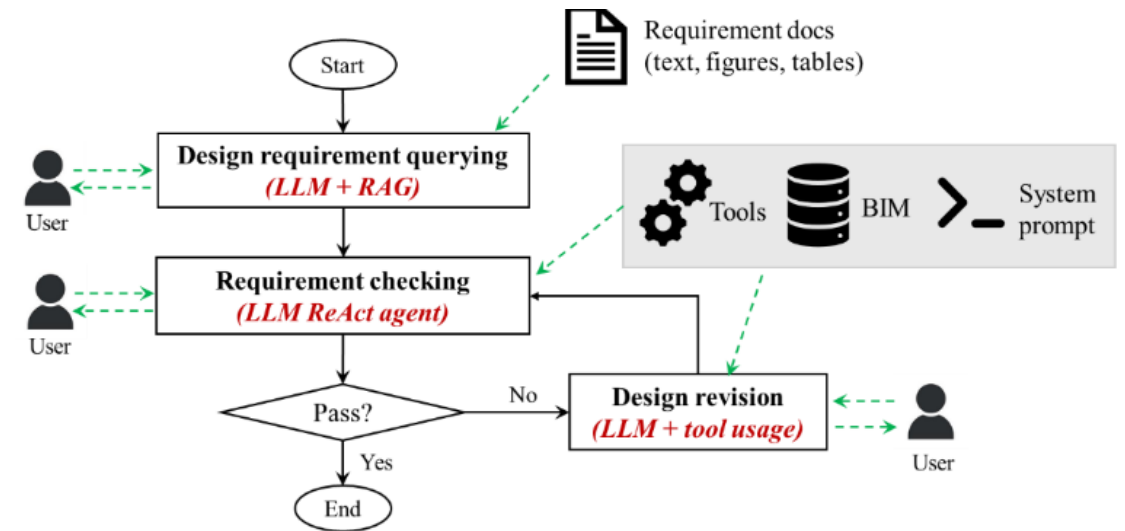 Start
Requirement docs
(text, figures, tables)
Design requirement querying
(LLM + RAG)
User
Tools
BIM
System
prompt
Requirement checking
(LLM ReAct agent)
User
Pass?
No
Design revision
(LLM + tool usage)
User
Yes
End